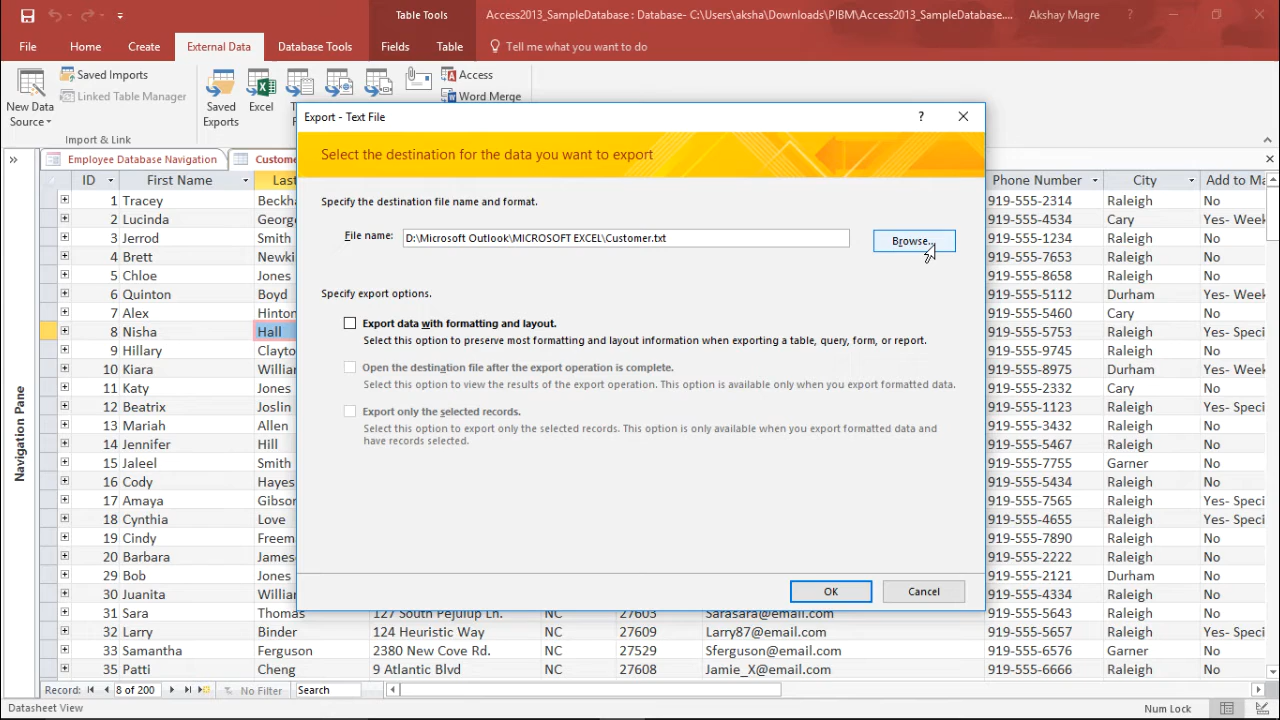 Table Tools
Access2013_SampleDatabase : Database- C:\Users\aksha\Downloads\PIBM\Access2013_SampleDatabase....
Akshay Magre
?
File
Home
Create
External Data
Database Tools
Fields
Table
Tell me what you want to do
New Data
Source
Saved Imports
Linked Table Manager
Saved
Exports
Excel
Access
Word Merge
Import & Link
Export - Text File
?
Select the destination for the data you want to export
Specify the destination file name and format.
File name:
D:\Microsoft Outlook\MICROSOFT EXCEL\Customer.txt
Browse...
Specify export options.
Export data with formatting and layout.
Select this option to preserve most formatting and layout information when exporting a table, query, form, or report.
Open the destination file after the export operation is complete.
Select this option to view the results of the export operation. This option is available only when you export formatted data.
Export only the selected records.
Select this option to export only the selected records. This option is only available when you export formatted data and
have records selected.
OK
Cancel
»
Navigation Pane
Employee Database Navigation
Custome
ID First Name Las Phone Number City Add to Ma
1 Tracey Beckha 919-555-2314 Raleigh No
2 Lucinda George 919-555-4534 Cary Yes- Week
3 Jerrod Smith 919-555-1234 Raleigh No
4 Brett Newki 919-555-7653 Raleigh No
5 Chloe Jones 919-555-8658 Raleigh No
6 Quinton Boyd 919-555-5112 Durham Yes- Week
7 Alex Hinton 919-555-5460 Cary No
8 Nisha Hall 919-555-5753 Raleigh Yes- Speci
9 Hillary Clayto 919-555-9745 Raleigh No
10 Kiara Williar 919-555-8975 Durham Yes- Week
11 Katy Jones 919-555-2332 Cary No
12 Beatrix Joslin 919-555-1123 Raleigh Yes- Speci
13 Mariah Allen 919-555-3432 Raleigh No
14 Jennifer Hill 919-555-5467 Raleigh No
15 Jaleel Smith 919-555-7755 Garner No
16 Cody Hayes 919-555-5434 Raleigh No
17 Amaya Gibso 919-555-7565 Raleigh Yes- Speci
18 Cynthia Love 919-555-4655 Raleigh Yes- Speci
19 Cindy Freem 919-555-7890 Raleigh No
20 Barbara James 919-555-2222 Raleigh No
29 Bob Jones 919-555-2121 Durham No
30 Juanita William 919-555-4334 Raleigh No
31 Sara Thomas 376 South Pejulup Ln. NC 27603 Sarasara@email.com 919-555-5643 Raleigh No
32 Larry Binder 124 Heuristic Way NC 27609 Larry87@email.com 919-555-5657 Raleigh Yes- Speci
33 Samantha Ferguson 2380 New Cove Rd. NC 27529 Sferguson@email.com 919-555-6576 Garner No
35 Patti Cheng 9 Atlantic Blvd NC 27608 Jamie_X@email.com 919-555-6666 Raleigh No
Record: 8 of 200 No Filter Search
Datasheet View
Num Lock